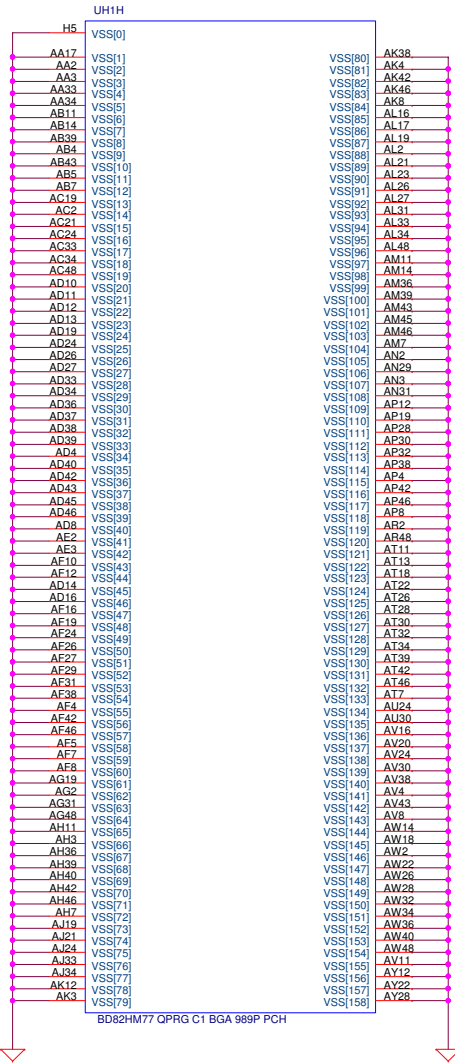 UH1H
H5 VSS[0]
AA17 VSS[1] VSS[80] AK38
AA2 VSS[2] VSS[81] AK4
AA3 VSS[3] VSS[82] AK42
AA33 VSS[4] VSS[83] AK46
AA34 VSS[5] VSS[84] AK8
AB11 VSS[6] VSS[85] AL16
AB14 VSS[7] VSS[86] AL17
AB39 VSS[8] VSS[87] AL19
AB4 VSS[9] VSS[88] AL2
AB43 VSS[10] VSS[89] AL21
AB5 VSS[11] VSS[90] AL23
AB7 VSS[12] VSS[91] AL26
AC19 VSS[13] VSS[92] AL27
AC2 VSS[14] VSS[93] AL31
AC21 VSS[15] VSS[94] AL33
AC24 VSS[16] VSS[95] AL34
AC33 VSS[17] VSS[96] AL48
AC34 VSS[18] VSS[97] AM11
AC48 VSS[19] VSS[98] AM14
AD10 VSS[20] VSS[99] AM36
AD11 VSS[21] VSS[100] AM39
AD12 VSS[22] VSS[101] AM43
AD13 VSS[23] VSS[102] AM45
AD19 VSS[24] VSS[103] AM46
AD24 VSS[25] VSS[104] AM7
AD26 VSS[26] VSS[105] AN2
AD27 VSS[27] VSS[106] AN29
AD33 VSS[28] VSS[107] AN3
AD34 VSS[29] VSS[108] AN31
AD36 VSS[30] VSS[109] AP12
AD37 VSS[31] VSS[110] AP19
AD38 VSS[32] VSS[111] AP28
AD39 VSS[33] VSS[112] AP30
AD4 VSS[34] VSS[113] AP32
AD40 VSS[35] VSS[114] AP38
AD42 VSS[36] VSS[115] AP4
AD43 VSS[37] VSS[116] AP42
AD45 VSS[38] VSS[117] AP46
AD46 VSS[39] VSS[118] AP8
AD8 VSS[40] VSS[119] AR2
AE2 VSS[41] VSS[120] AR48
AE3 VSS[42] VSS[121] AT11
AF10 VSS[43] VSS[122] AT13
AF12 VSS[44] VSS[123] AT18
AD14 VSS[45] VSS[124] AT22
AD16 VSS[46] VSS[125] AT26
AF16 VSS[47] VSS[126] AT28
AF19 VSS[48] VSS[127] AT30
AF24 VSS[49] VSS[128] AT32
AF26 VSS[50] VSS[129] AT34
AF27 VSS[51] VSS[130] AT39
AF29 VSS[52] VSS[131] AT42
AF31 VSS[53] VSS[132] AT46
AF38 VSS[54] VSS[133] AT7
AF4 VSS[55] VSS[134] AU24
AF42 VSS[56] VSS[135] AU30
AF46 VSS[57] VSS[136] AV16
AF5 VSS[58] VSS[137] AV20
AF7 VSS[59] VSS[138] AV24
AF8 VSS[60] VSS[139] AV30
AG19 VSS[61] VSS[140] AV38
AG2 VSS[62] VSS[141] AV4
AG31 VSS[63] VSS[142] AV43
AG48 VSS[64] VSS[143] AV8
AH11 VSS[65] VSS[144] AW14
AH3 VSS[66] VSS[145] AW18
AH36 VSS[67] VSS[146] AW2
AH39 VSS[68] VSS[147] AW22
AH40 VSS[69] VSS[148] AW26
AH42 VSS[70] VSS[149] AW28
AH46 VSS[71] VSS[150] AW32
AH7 VSS[72] VSS[151] AW34
AJ19 VSS[73] VSS[152] AW36
AJ21 VSS[74] VSS[153] AW40
AJ24 VSS[75] VSS[154] AW48
AJ33 VSS[76] VSS[155] AV11
AJ34 VSS[77] VSS[156] AY12
AK12 VSS[78] VSS[157] AY22
AK3 VSS[79] VSS[158] AY28
BD82HM77 QPRG C1 BGA 989P PCH